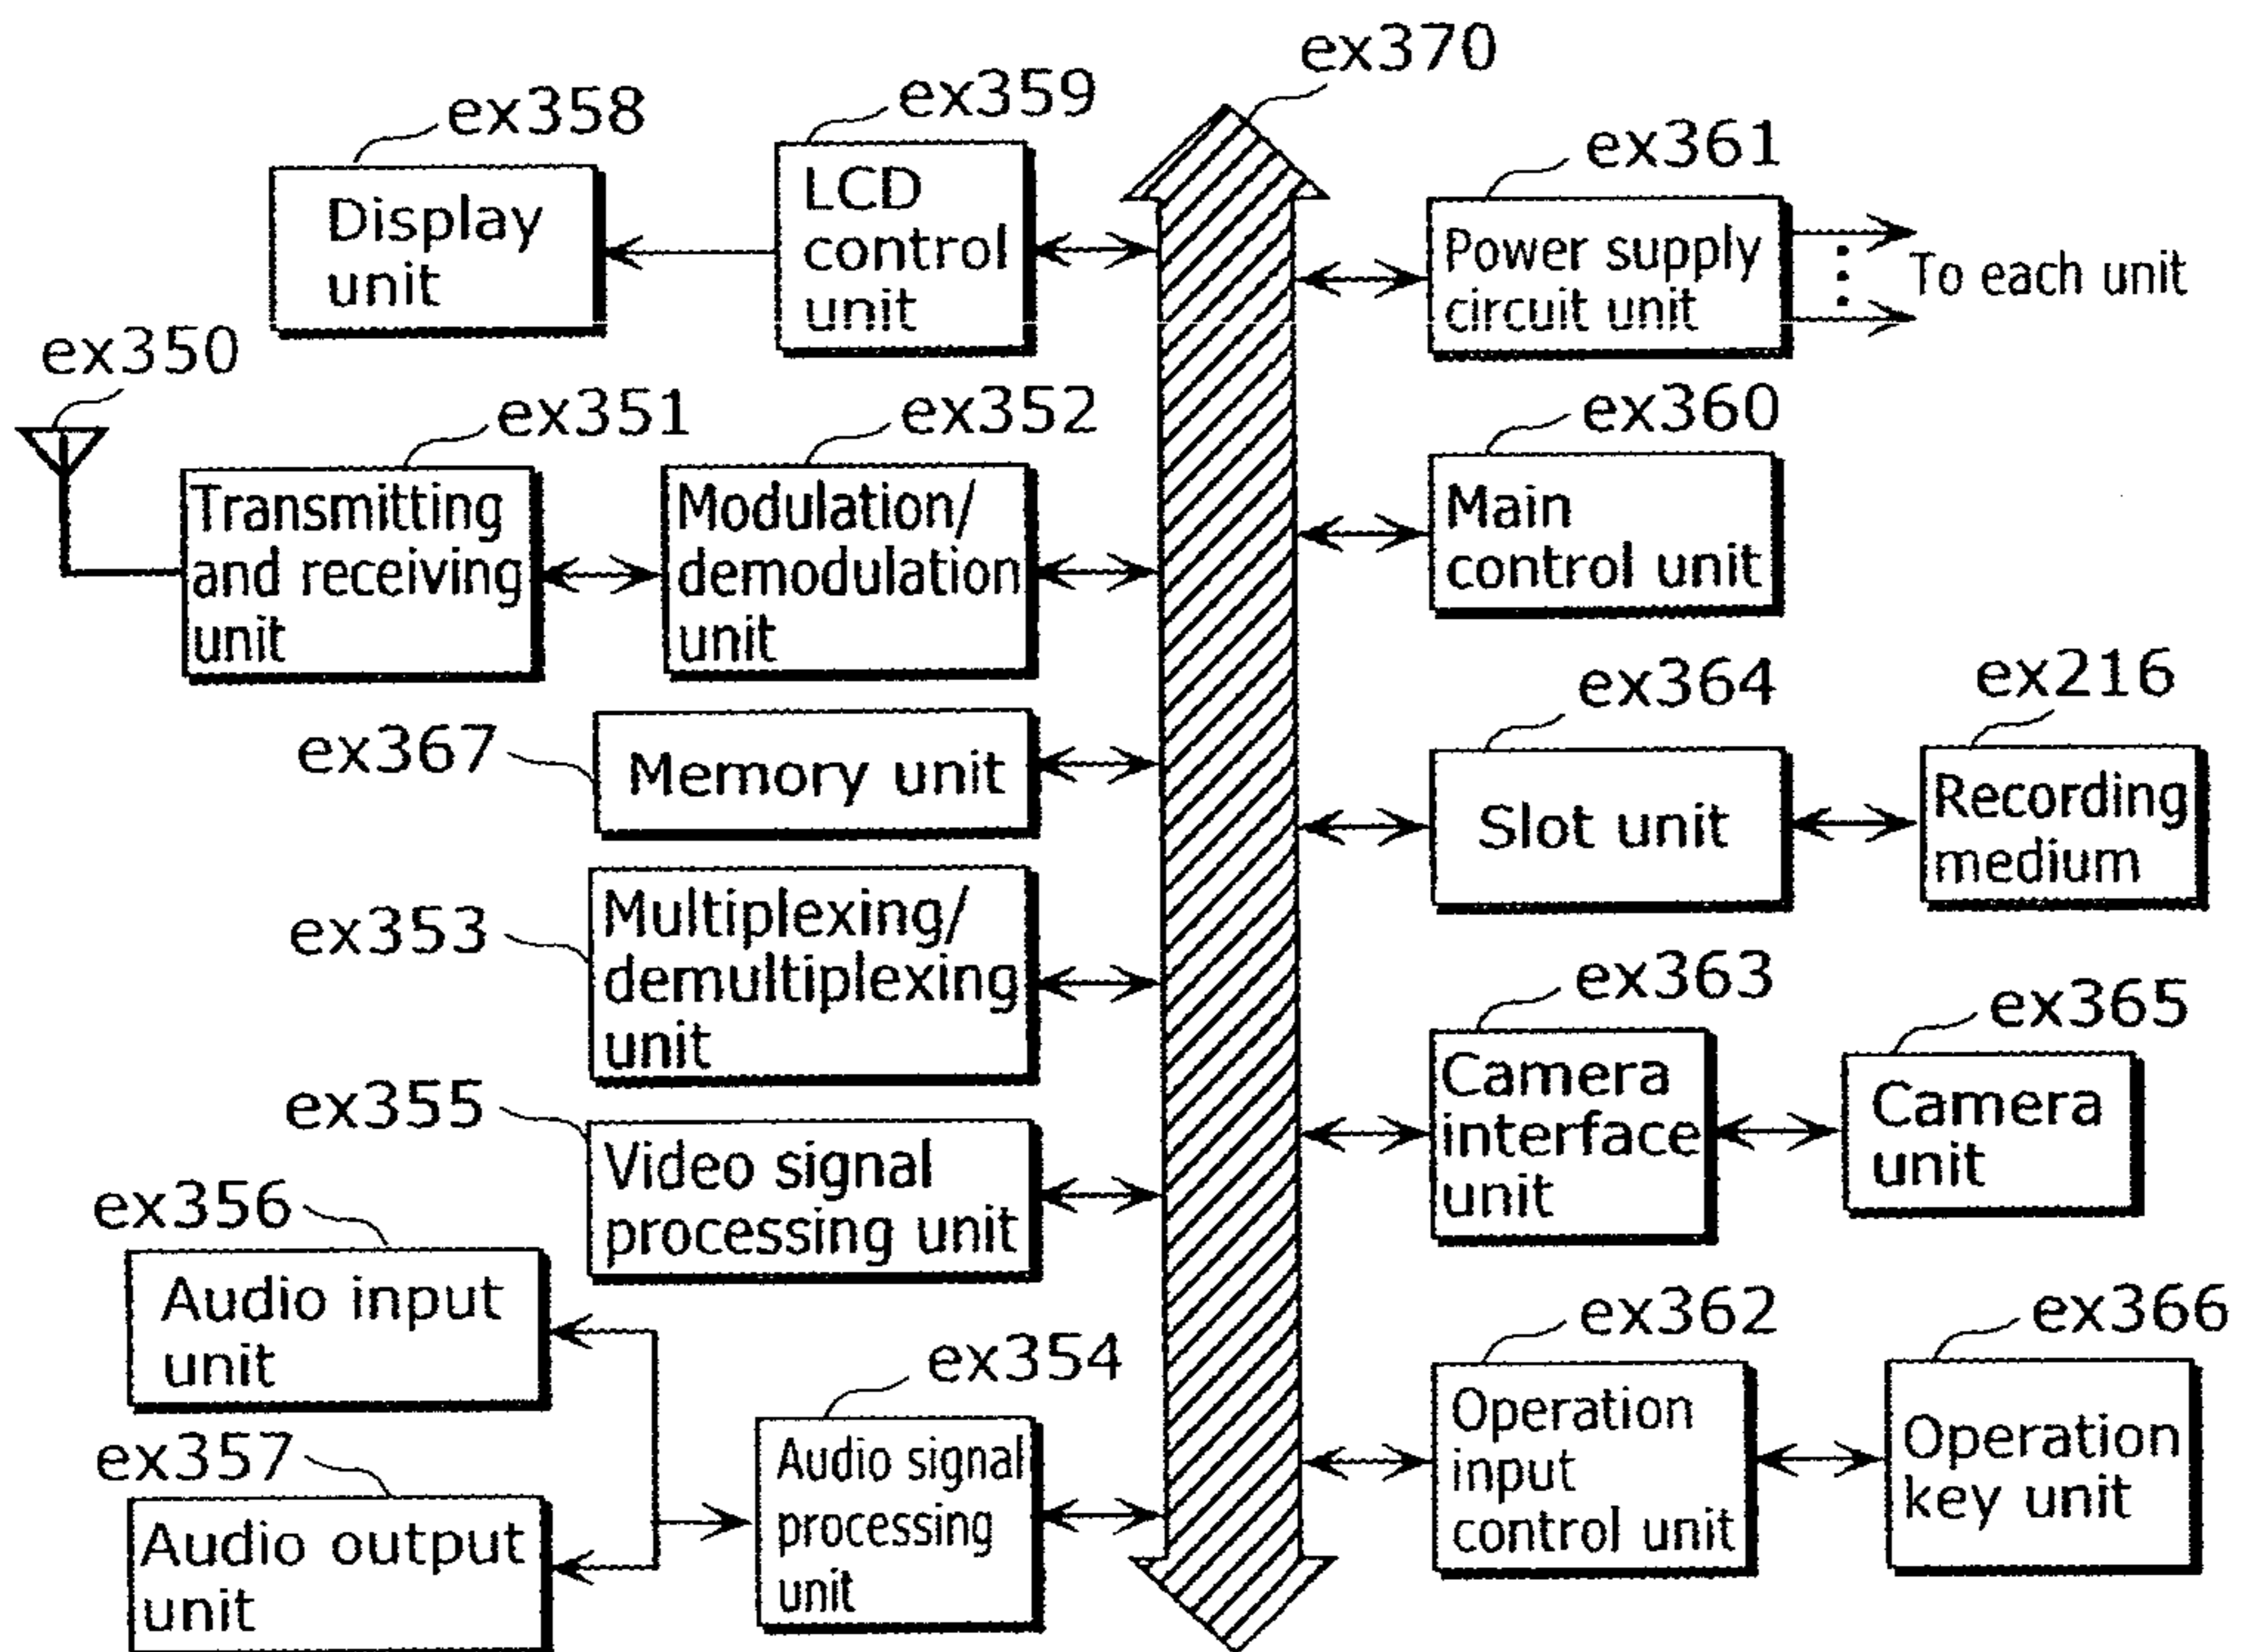 ex370
ex359
ex358
ex361
LCD
control
unit
Display
unit
Power supply
circuit unit
To each unit
ex350
ex351
ex352
ex360
Transmitting
and receiving
unit
Modulation/
demodulation
unit
Main
control unit
ex364
ex216
ex367
Memory unit
Slot unit
Recording
medium
ex353
Multiplexing/
demultiplexing
unit
ex363
ex365
Camera
interface
unit
Camera
unit
ex355
Video signal
processing unit
ex356
Audio input
unit
ex362
ex366
ex354
Operation
input
control unit
Operation
key unit
ex357
Audio output
unit
Audio signal
processing
unit